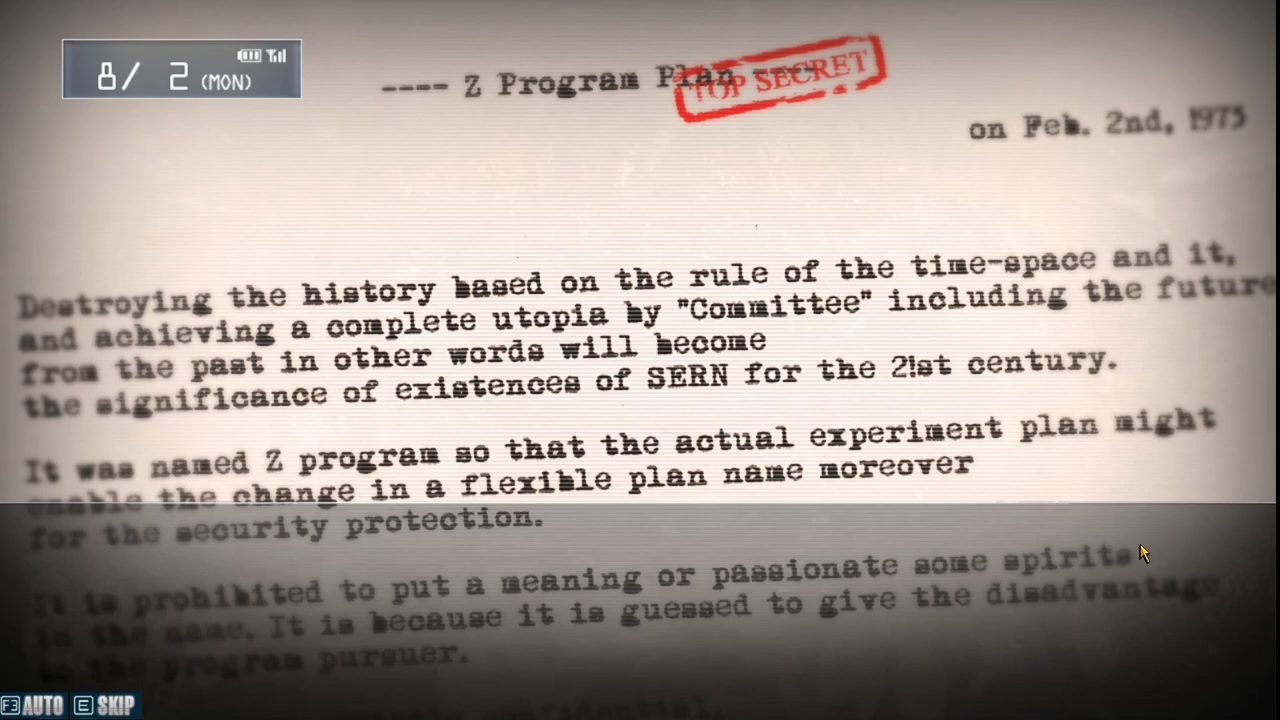 8/ 2 (MON)
---- Z Program Plan ----
TOP SECRET
on Feb. 2nd, 1973
Destroying the history based on the rule of the time-space and it,
and achieving a complete utopia by "Committee" including the future
from the past in other words will become
the significance of existences of SERN for the 21st century.
It was named Z program so that the actual experiment plan might
enable the change in a flexible plan name moreover
for the security protection.
It is prohibited to put a meaning or passionate some spirits
in the name. It is because it is guessed to give the disadvantage
to the program pursuer.
confidential.
F3 AUTO E SKIP